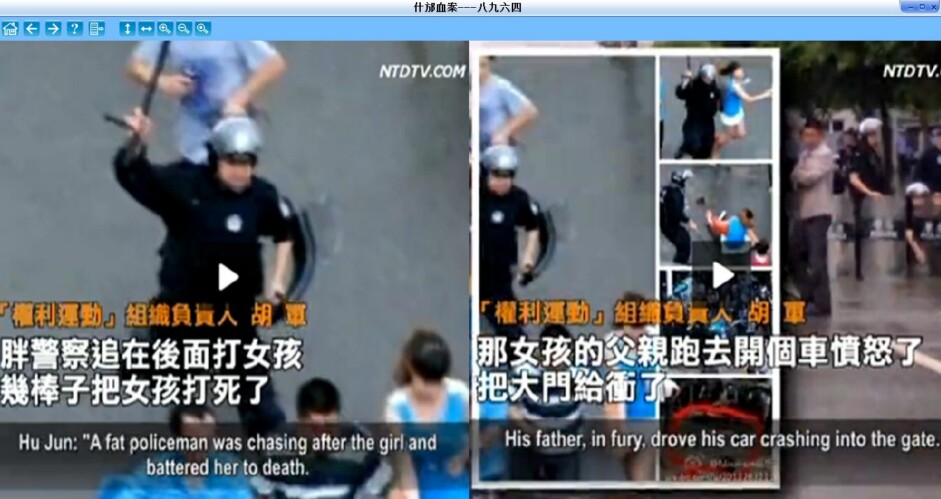 什邡血案---八九六四
NTDTV.COM
「權利運動」組織負責人 胡 軍
胖警察追在後面打女孩
幾棒子把女孩打死了
Hu Jun: "A fat policeman was chasing after the girl and
battered her to death.
NTDTV.
「權利運動」組織負責人 胡 軍
那女孩的父親跑去開個車憤怒了
把大門給衝了
His father, in fury, drove his car crashing into the gate.